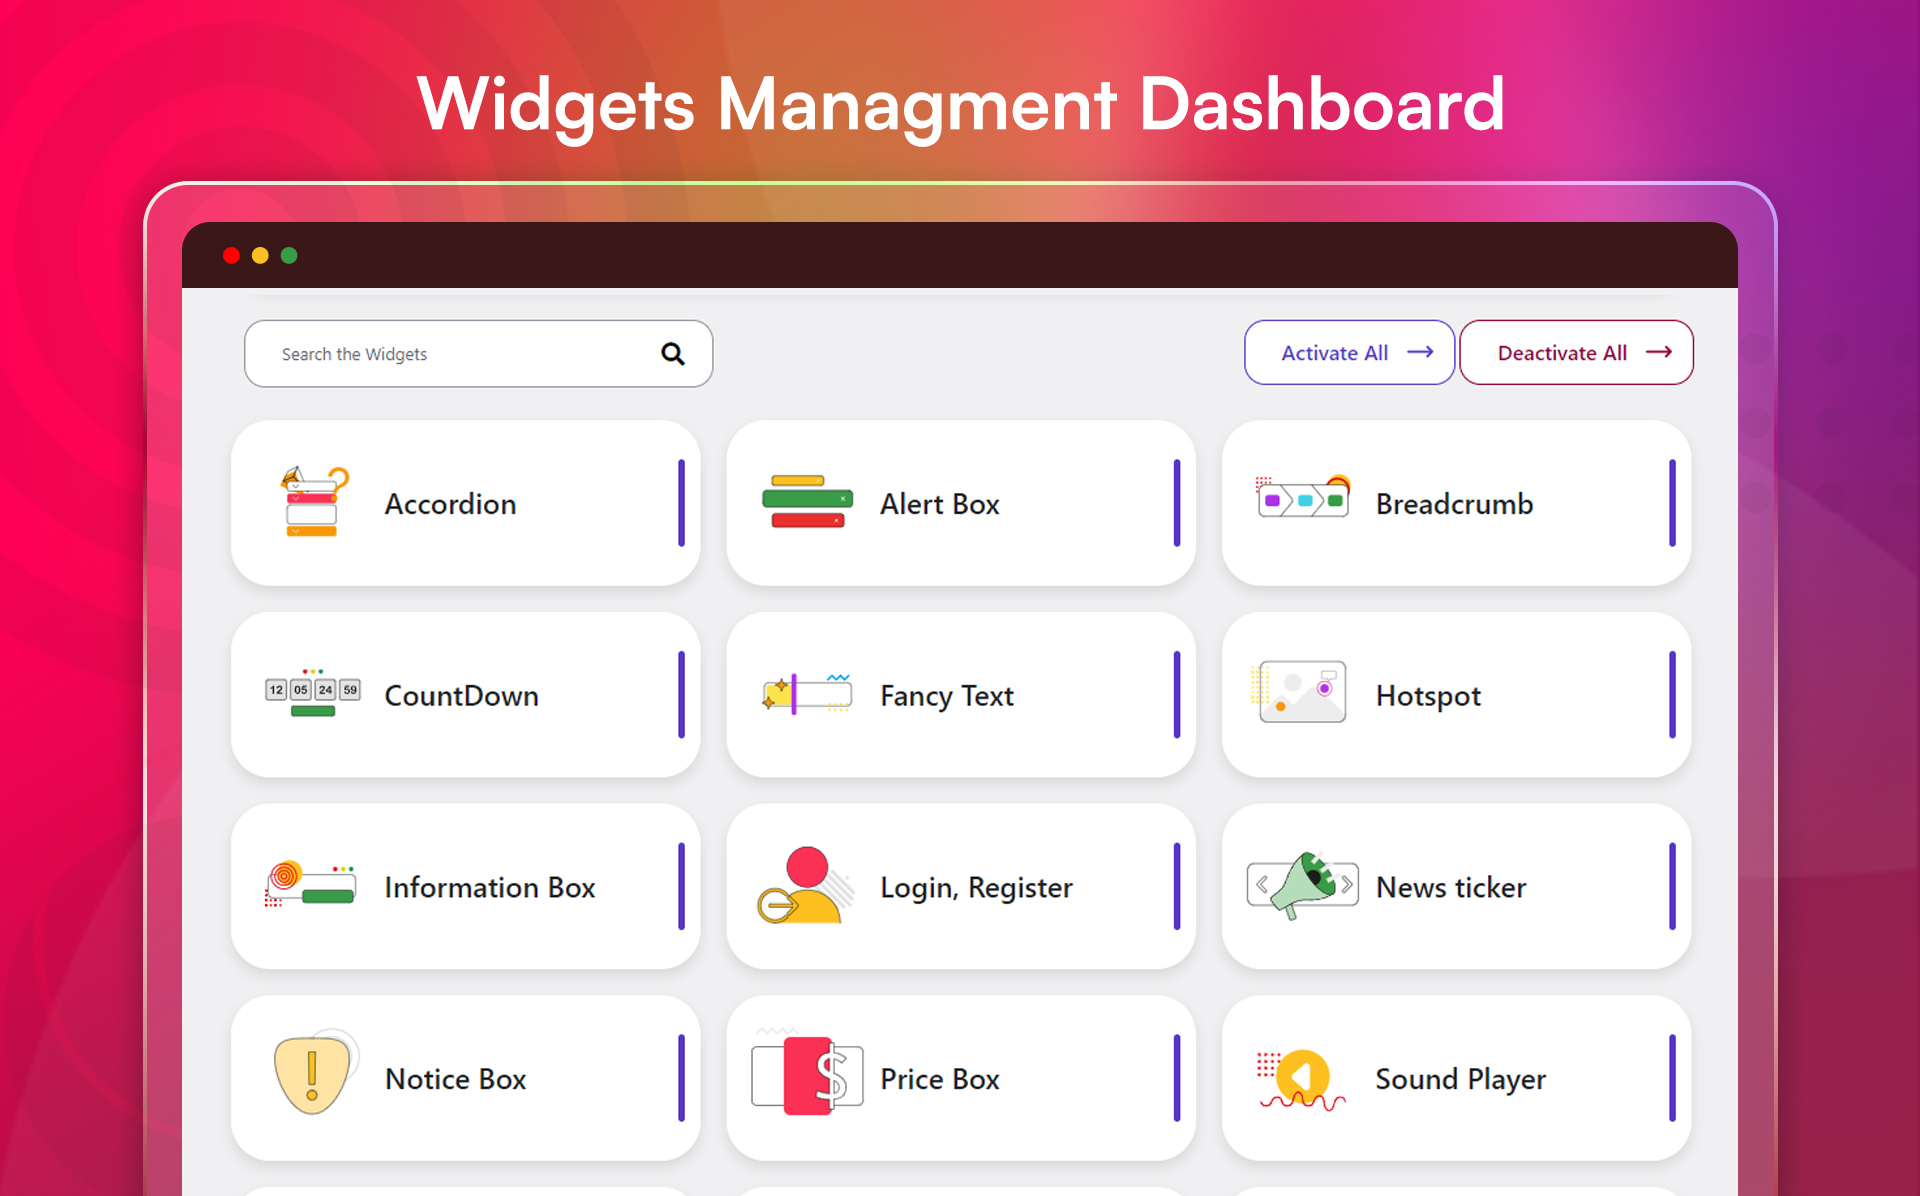 Widgets Managment Dashboard
Search the Widgets
Activate All
Deactivate All
Accordion
Alert Box
Breadcrumb
12 05 24 59
CountDown
Fancy Text
Hotspot
Information Box
Login, Register
News ticker
Notice Box
$
Price Box
Sound Player